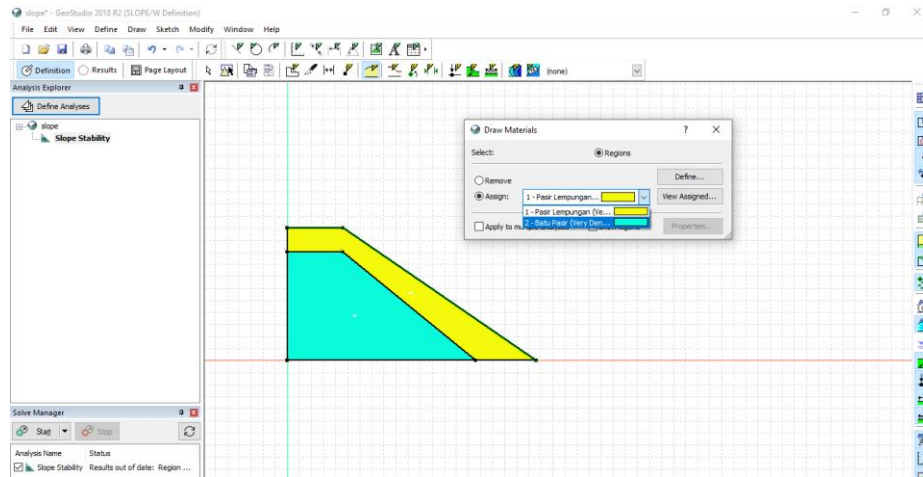 slope* - GeoStudio 2018 R2 (SLOPE/W Definition)
File Edit View Define Draw Sketch Modify Window Help
Definition Results Page Layout
(none)
Analysis Explorer
Define Analyses
slope
Slope Stability
Draw Materials ? X
Select: Regions
Remove
Define...
Assign: 1 - Pasir Lempungan...
View Assigned...
1 - Pasir Lempungan (Ve...
2 - Batu Pasir (Very Den...
Apply to m
Properties...
Solve Manager
Start Stop
Analysis Name Status
Slope Stability Results out of date: Region ...